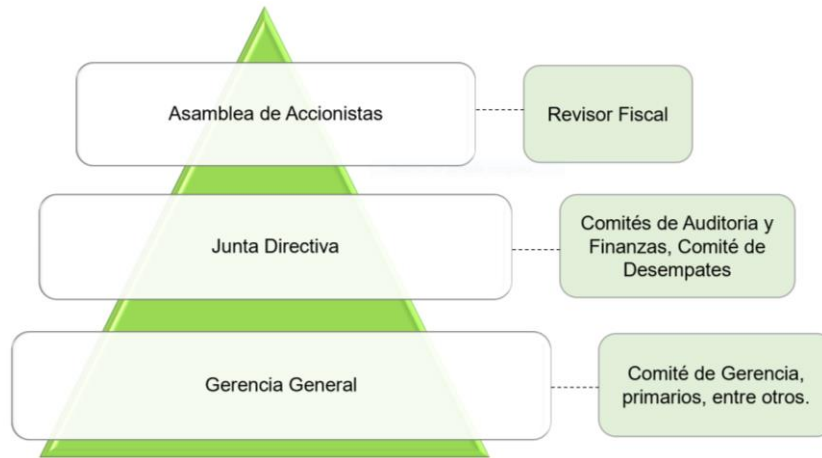 Asamblea de Accionistas
Revisor Fiscal
Junta Directiva
Comités de Auditoria y
Finanzas, Comité de
Desempates
Gerencia General
Comité de Gerencia,
primarios, entre otros.